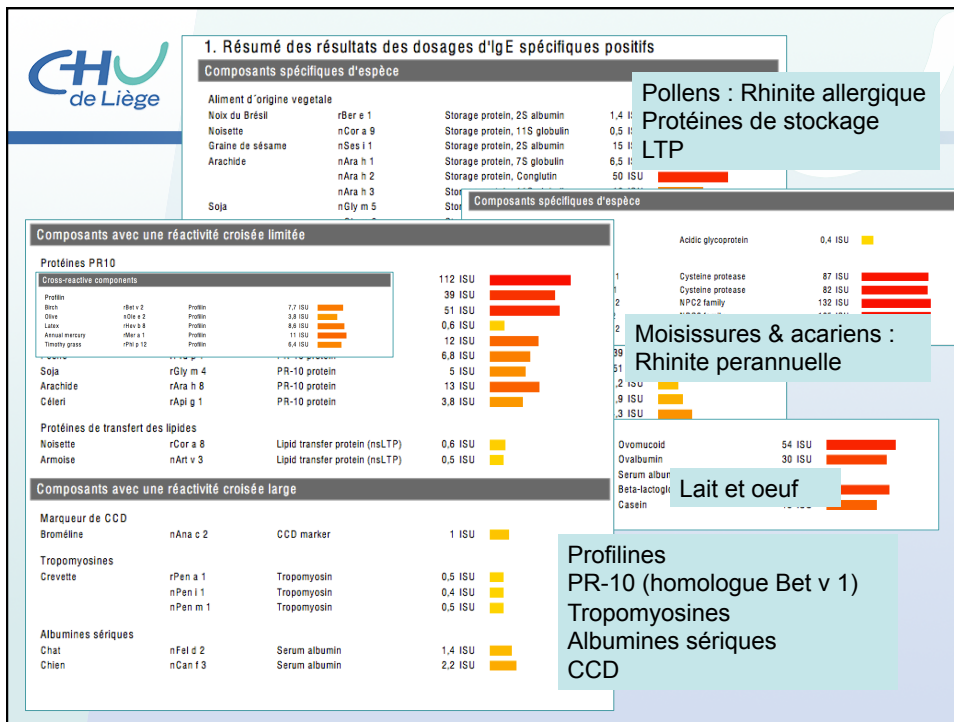 CHU
de Liège
1. Résumé des résultats des dosages d'IgE spécifiques positifs
Composants spécifiques d'espèce
Aliment d´origine vegetale
Noix du Brésil rBer e 1 Storage protein, 2S albumin 1,4
Noisette nCor a 9 Storage protein, 11S globulin 0,5
Graine de sésame nSes i 1 Storage protein, 2S albumin 15
Arachide nAra h 1 Storage protein, 7S globulin 6,5
nAra h 2 Storage protein, Conglutin 50 ISU
nAra h 3
Soja nGly m 5
Pollens : Rhinite allergique
Protéines de stockage
LTP
Composants spécifiques d'espèce
Acidic glycoprotein 0,4 ISU
Cysteine protease 87 ISU
Cysteine protease 82 ISU
NPC2 family 132 ISU
Moisissures & acariens :
Rhinite perannuelle
Composants avec une réactivité croisée limitée
Protéines PR10
112 ISU
39 ISU
51 ISU
0,6 ISU
12 ISU
6,8 ISU
Cross-reactive components
Profilin
Birch rBet v 2 Profilin 7,7 ISU
Olive nOle e 2 Profilin 3,8 ISU
Latex rHev b 8 Profilin 8,6 ISU
Annual mercury rMer a 1 Profilin 11 ISU
Timothy grass rPhl p 12 Profilin 6,4 ISU
Soja rGly m 4 PR-10 protein 5 ISU
Arachide rAra h 8 PR-10 protein 13 ISU
Céleri rApi g 1 PR-10 protein 3,8 ISU
Protéines de transfert des lipides
Noisette rCor a 8 Lipid transfer protein (nsLTP) 0,6 ISU
Armoise nArt v 3 Lipid transfer protein (nsLTP) 0,5 ISU
Composants avec une réactivité croisée large
Marqueur de CCD
Broméline nAna c 2 CCD marker 1 ISU
Tropomyosines
Crevette rPen a 1 Tropomyosin 0,5 ISU
nPen i 1 Tropomyosin 0,4 ISU
nPen m 1 Tropomyosin 0,5 ISU
Albumines sériques
Chat nFel d 2 Serum albumin 1,4 ISU
Chien nCan f 3 Serum albumin 2,2 ISU
Ovomucoid 54 ISU
Ovalbumin 30 ISU
Serum
Casein
Lait et oeuf
Profilines
PR-10 (homologue Bet v 1)
Tropomyosines
Albumines sériques
CCD